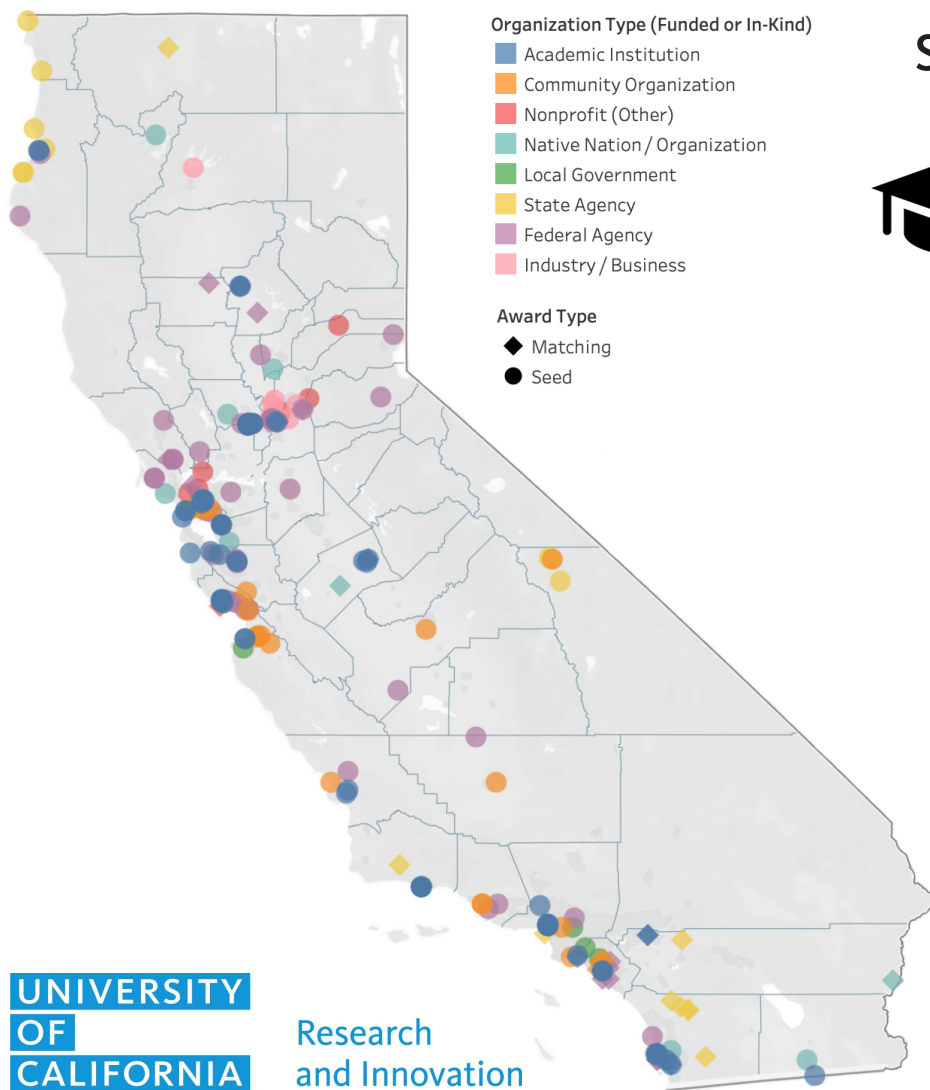 Organization Type (Funded or In-Kind)
Academic Institution
Community Organization
Nonprofit (Other)
Native Nation / Organization
Local Government
State Agency
Federal Agency
Industry / Business
Award Type
Matching
Seed
S
UNIVERSITY
OF
CALIFORNIA
Research
and Innovation